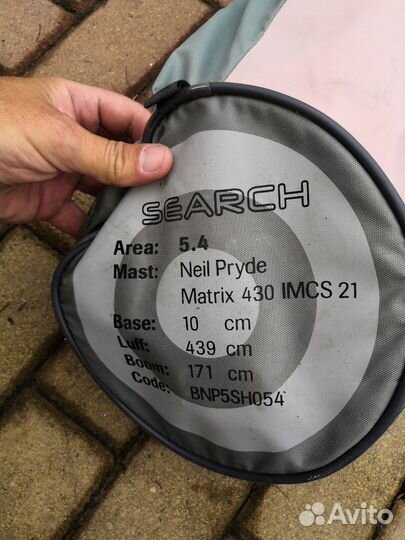 SEARCH
Area: 5.4
Mast: Neil Pryde
Matrix 430 IMCS 21
Base: 10 cm
Luff: 439 cm
Boom: 171 cm
Code: BNP5SH054
Avito